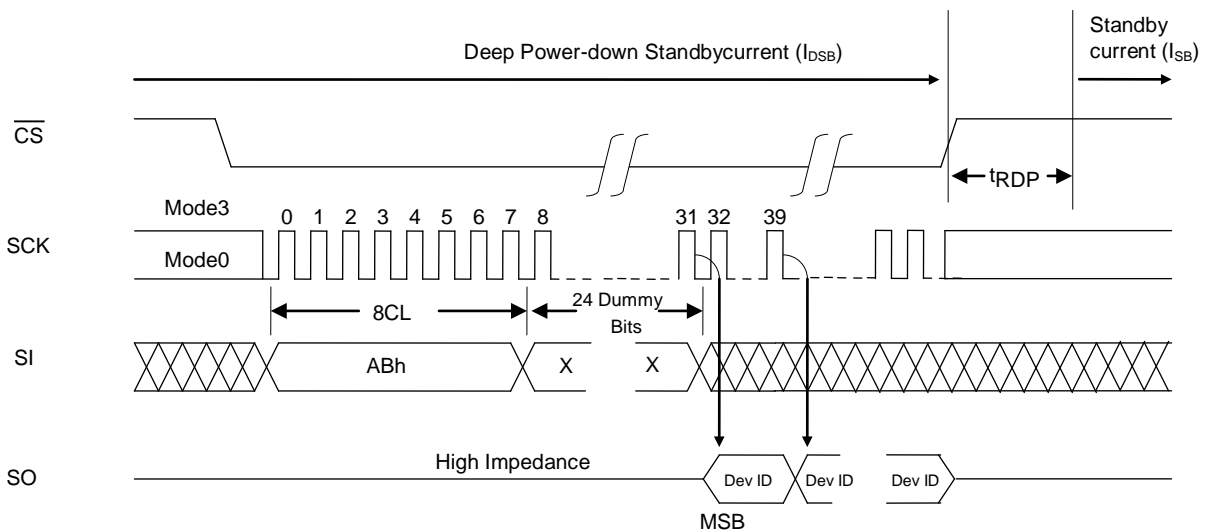 Deep Power-down Standbycurrent (IDSB)
Standby
current (ISB)
CS
tRDP
Mode3
0 1 2 3 4 5 6 7 8 31 32 39
SCK
Mode0
8CL
24 Dummy
Bits
SI
ABh X X
High Impedance
SO
Dev ID Dev ID Dev ID
MSB